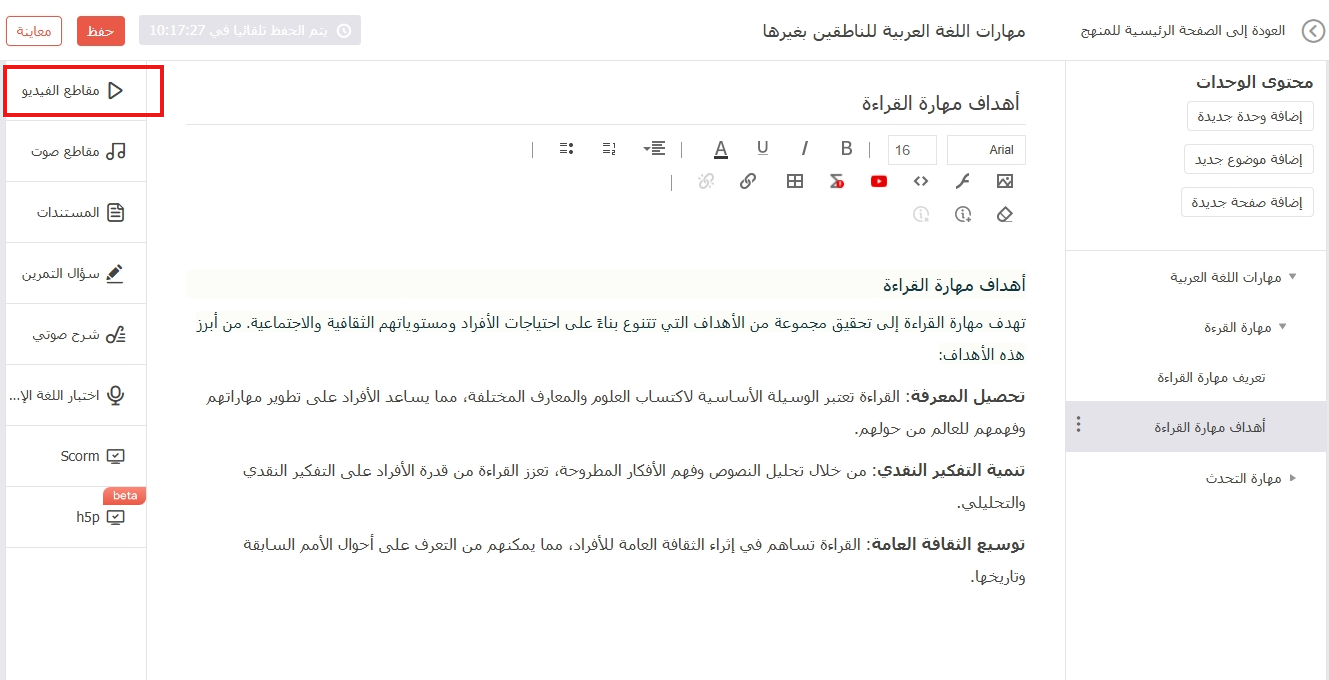 العودة إلى الصفحة الرئيسية للمنهج
مهارات اللغة العربية للناطقين بغيرها
يتم الحفظ تلقائيا في 10:17:27
حفظ
معاينة
محتوى الوحدات
إضافة وحدة جديدة
إضافة موضوع جديد
إضافة صفحة جديدة
مهارات اللغة العربية
مهارة القرءة
تعريف مهارة القراءة
أهداف مهارة القراءة
مهارة التحدث
أهداف مهارة القراءة
Arial
16
B I U A
أهداف مهارة القراءة
تهدف مهارة القراءة إلى تحقيق مجموعة من الأهداف التي تتنوع بناءً على احتياجات الأفراد ومستوياتهم الثقافية والاجتماعية. من أبرز
هذه الأهداف:
تحصيل المعرفة: القراءة تعتبر الوسيلة الأساسية لاكتساب العلوم والمعارف المختلفة، مما يساعد الأفراد على تطوير مهاراتهم
وفهمهم للعالم من حولهم.
تنمية التفكير النقدي: من خلال تحليل النصوص وفهم الأفكار المطروحة، تعزز القراءة من قدرة الأفراد على التفكير النقدي
والتحليلي.
توسيع الثقافة العامة: القراءة تساهم في إثراء الثقافة العامة للأفراد، مما يمكنهم من التعرف على أحوال الأمم السابقة
وتاريخها.
مقاطع الفيديو
مقاطع صوت
المستندات
سؤال التمرين
شرح صوتي
اختبار اللغة الإ...
Scorm
beta
h5p